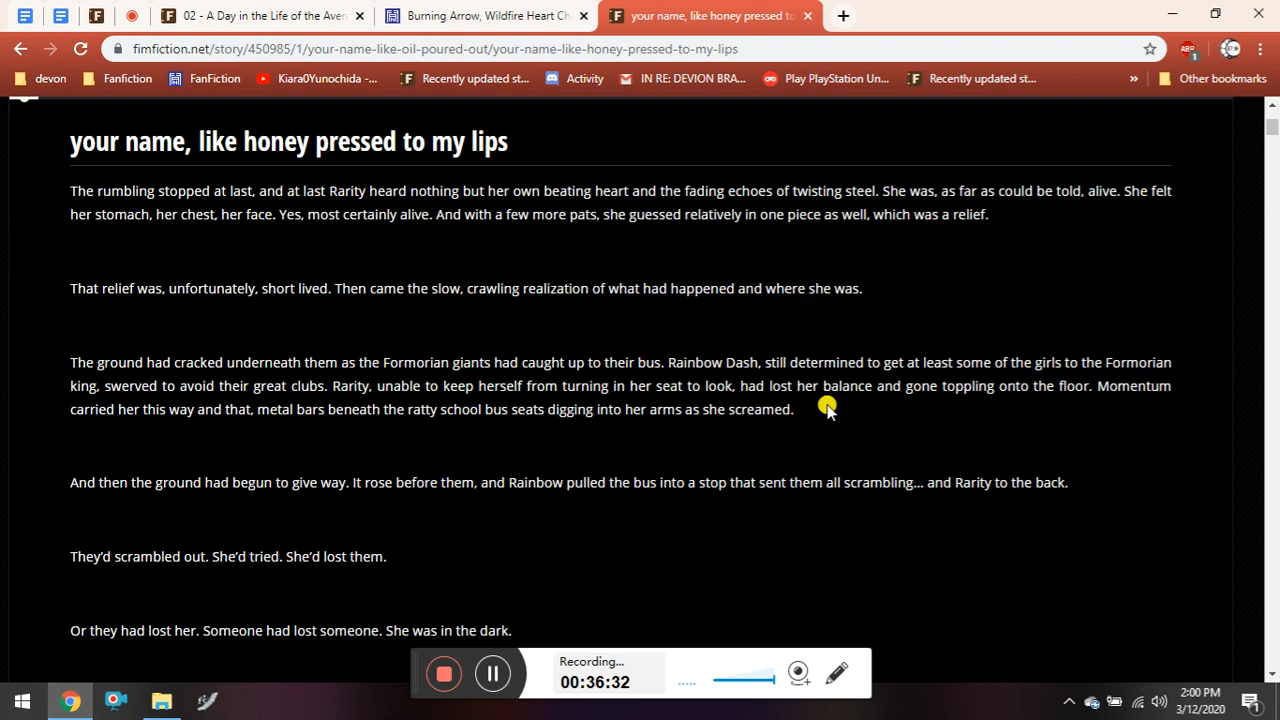 02 - A Day in the Life of the Aver
Burning Arrow, Wildfire Heart Ch
your name, like honey pressed to
fimfiction.net/story/450985/1/your-name-like-oil-poured-out/your-name-like-honey-pressed-to-my-lips
devon
Fanfiction
FanFiction
Kiara0Yunochida -...
Recently updated st...
Activity
IN RE: DEVION BRA...
Play PlayStation Un...
Recently updated st...
»
Other bookmarks
your name, like honey pressed to my lips
The rumbling stopped at last, and at last Rarity heard nothing but her own beating heart and the fading echoes of twisting steel. She was, as far as could be told, alive. She felt
her stomach, her chest, her face. Yes, most certainly alive. And with a few more pats, she guessed relatively in one piece as well, which was a relief.
That relief was, unfortunately, short lived. Then came the slow, crawling realization of what had happened and where she was.
The ground had cracked underneath them as the Formorian giants had caught up to their bus. Rainbow Dash, still determined to get at least some of the girls to the Formorian
king, swerved to avoid their great clubs. Rarity, unable to keep herself from turning in her seat to look, had lost her balance and gone toppling onto the floor. Momentum
carried her this way and that, metal bars beneath the ratty school bus seats digging into her arms as she screamed.
And then the ground had begun to give way. It rose before them, and Rainbow pulled the bus into a stop that sent them all scrambling... and Rarity to the back.
They'd scrambled out. She'd tried. She'd lost them.
Or they had lost her. Someone had lost someone. She was in the dark.
Recording...
00:36:32
2:00 PM
3/12/2020